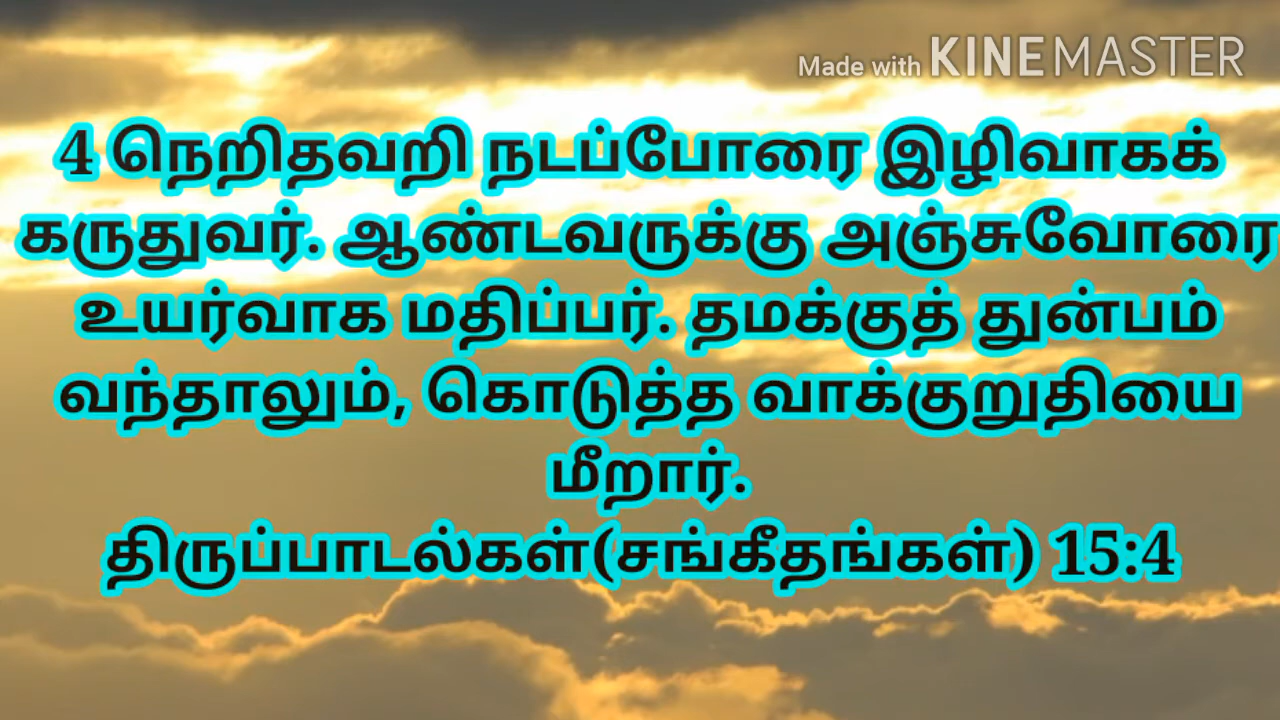 Made with KINEMASTER
4 நெறிதவறி நடப்போரை இழிவாகக்
கருதுவர். ஆண்டவருக்கு அஞ்சுவோரை
உயர்வாக மதிப்பர். தமக்குத் துன்பம்
வந்தாலும், கொடுத்த வாக்குறுதியை
மீறார்.
திருப்பாடல்கள்(சங்கீதங்கள்) 15:4